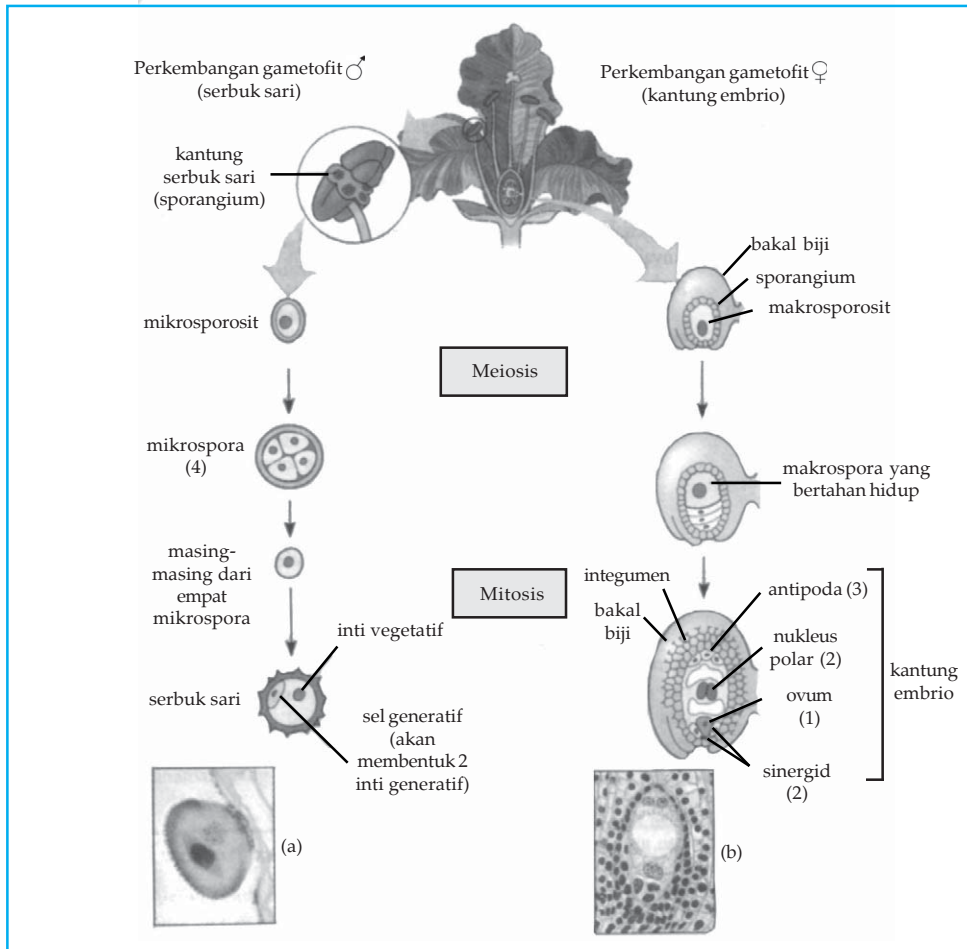 Perkembangan gametofit ♂
(serbuk sari)
Perkembangan gametofit ♀
(kantung embrio)
kantung
serbuk sari
(sporangium)
bakal biji
sporangium
makrosporosit
mikrosporosit
Meiosis
mikrospora
(4)
makrospora yang
bertahan hidup
masing-
masing dari
empat
mikrospora
Mitosis
integumen
bakal
biji
antipoda (3)
nukleus
polar (2)
ovum
(1)
sinergid
(2)
kantung
embrio
inti vegetatif
serbuk sari
sel generatif
(akan
membentuk 2
inti generatif)
(a)
(b)